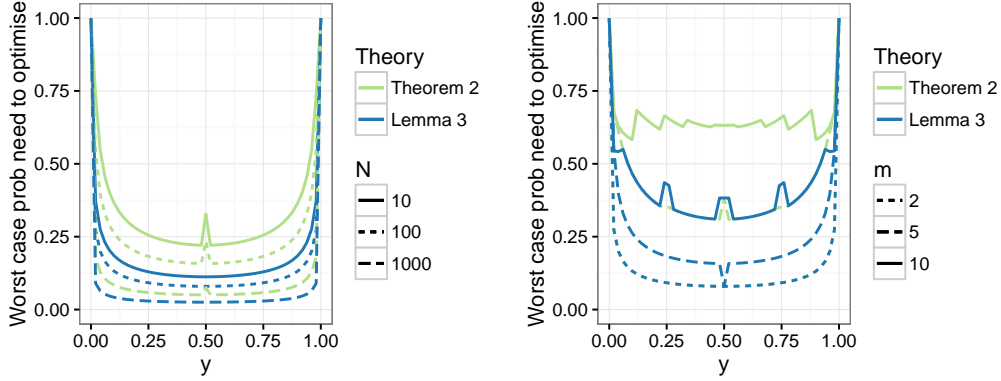 Worst case prob need to optimise
1.00
0.75
0.50
0.25
0.00
0.00 0.25 0.50 0.75 1.00
y
Theory
Theorem 2
Lemma 3
N
10
100
1000
Worst case prob need to optimise
1.00
0.75
0.50
0.25
0.00
0.00 0.25 0.50 0.75 1.00
y
Theory
Theorem 2
Lemma 3
m
2
5
10